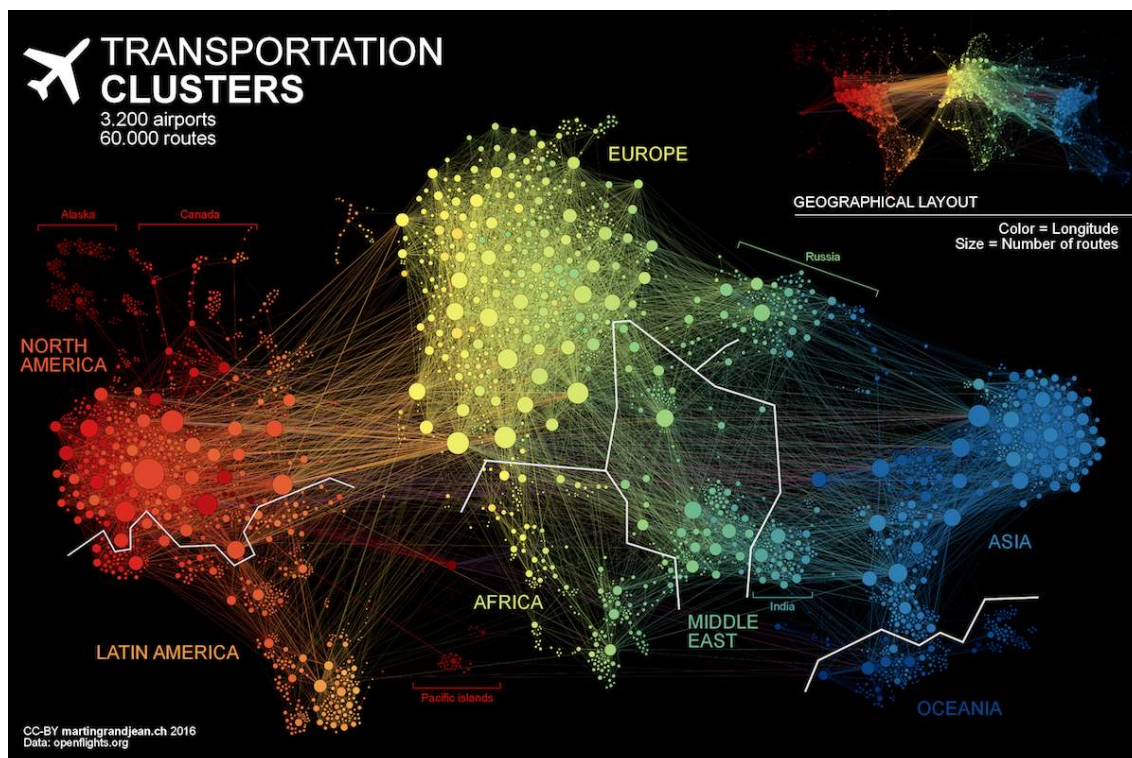 TRANSPORTATION
CLUSTERS
3.200 airports
60.000 routes
EUROPE
GEOGRAPHICAL LAYOUT
Color = Longitude
Size = Number of routes
Alaska
Canada
Russia
NORTH
AMERICA
ASIA
AFRICA
India
MIDDLE
EAST
LATIN AMERICA
Pacific islands
OCEANIA
CC-BY martingrandjean.ch 2016
Data: openflights.org